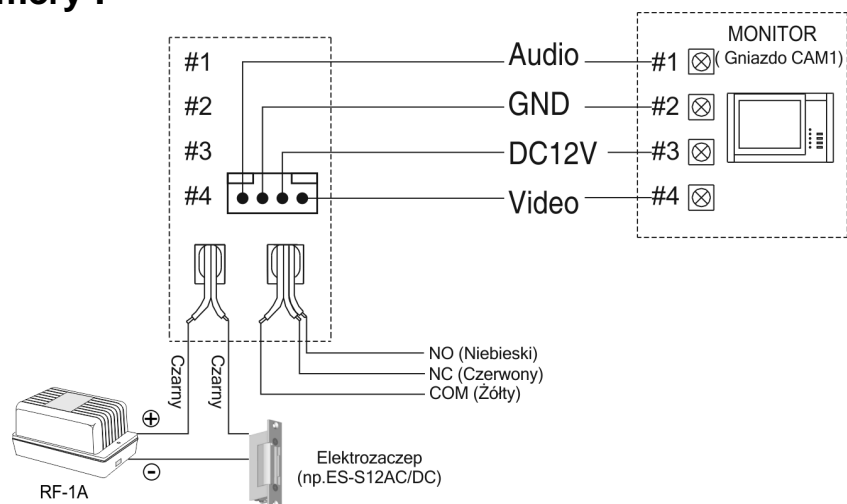 MONITOR
( Gniazdo CAM1)
#1 Audio #1
#2 GND #2
#3 DC12V #3
#4 Video #4
NO (Niebieski)
NC (Czerwony)
COM (Żółty)
Czarny
Czarny
+
-
RF-1A
Elektrozaczep
(np.ES-S12AC/DC)